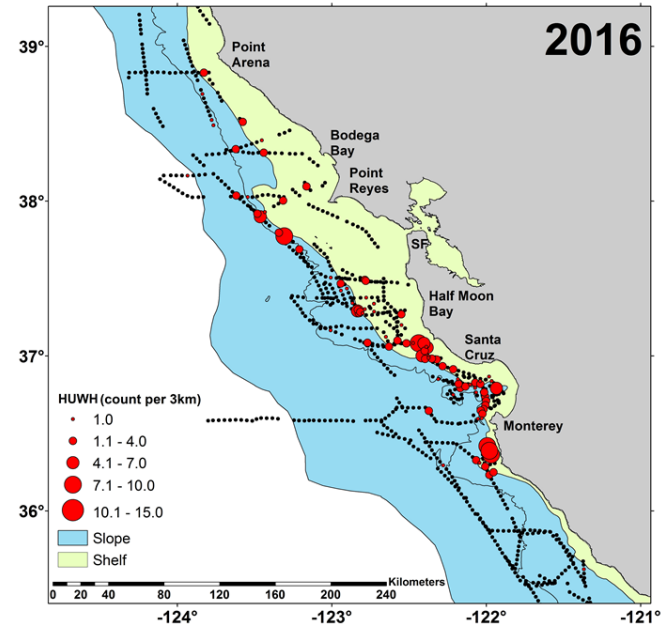 2016
39°
38°
37°
36°
Point
Arena
Bodega
Bay
Point
Reyes
SF
Half Moon
Bay
Santa
Cruz
Monterey
HUWH (count per 3km)
1.0
1.1 - 4.0
4.1 - 7.0
7.1 - 10.0
10.1 - 15.0
Slope
Shelf
Kilometers
0 20 40 80 120 160 200 240
-124° -123° -122° -121°